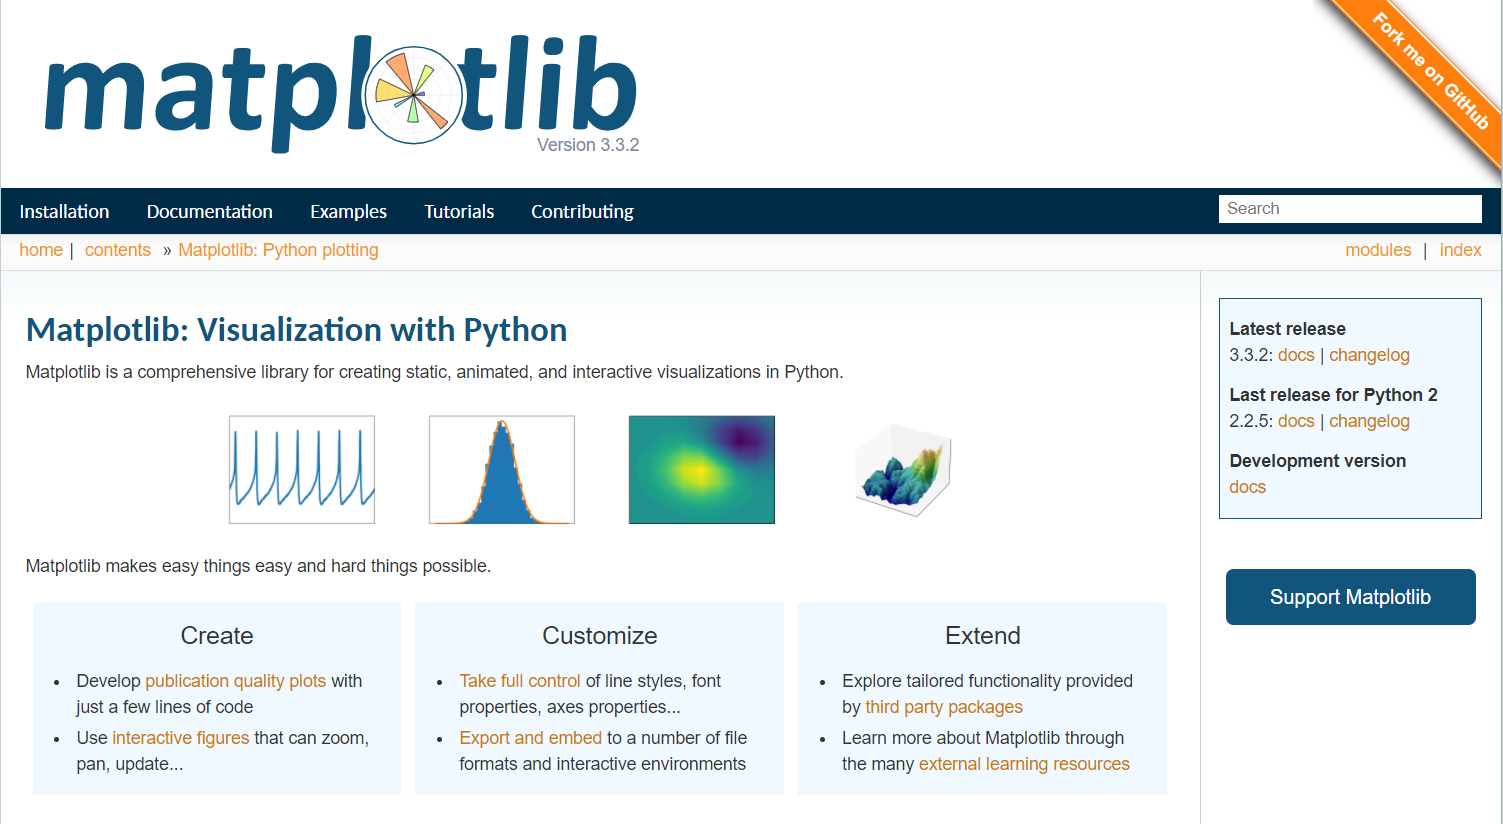 matplotlib
Version 3.3.2
Fork me on GitHub
Installation Documentation Examples Tutorials Contributing Search
home | contents » Matplotlib: Python plotting modules | index
Matplotlib: Visualization with Python
Matplotlib is a comprehensive library for creating static, animated, and interactive visualizations in Python.
Matplotlib makes easy things easy and hard things possible.
Create
• Develop publication quality plots with
just a few lines of code
• Use interactive figures that can zoom,
pan, update...
Customize
• Take full control of line styles, font
properties, axes properties...
• Export and embed to a number of file
formats and interactive environments
Extend
• Explore tailored functionality provided
by third party packages
• Learn more about Matplotlib through
the many external learning resources
Latest release
3.3.2: docs | changelog
Last release for Python 2
2.2.5: docs | changelog
Development version
docs
Support Matplotlib